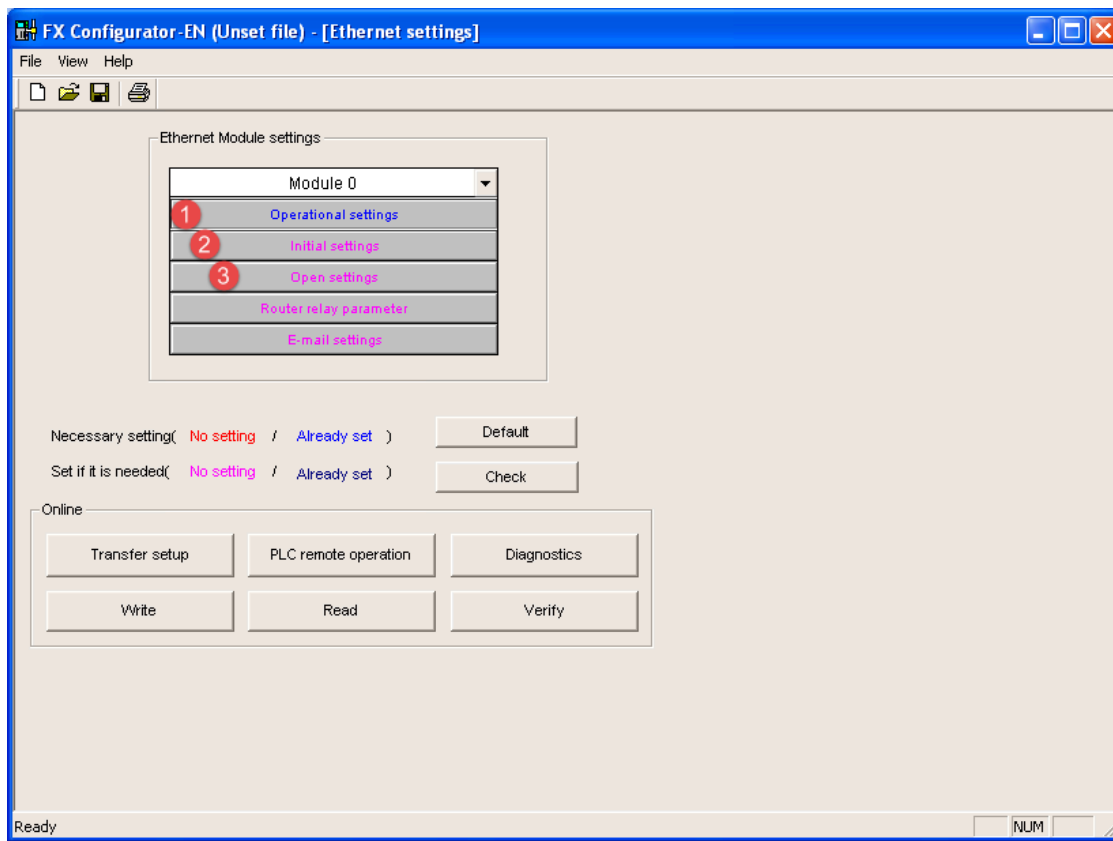 FX Configurator-EN (Unset file) - [Ethernet settings]
File View Help
Ethernet Module settings
Module 0
1 Operational settings
2 Initial settings
3 Open settings
Router relay parameter
E-mail settings
Necessary setting( No setting / Already set ) Default
Set if it is needed( No setting / Already set ) Check
Online
Transfer setup PLC remote operation Diagnostics
Write Read Verify
Ready NUM